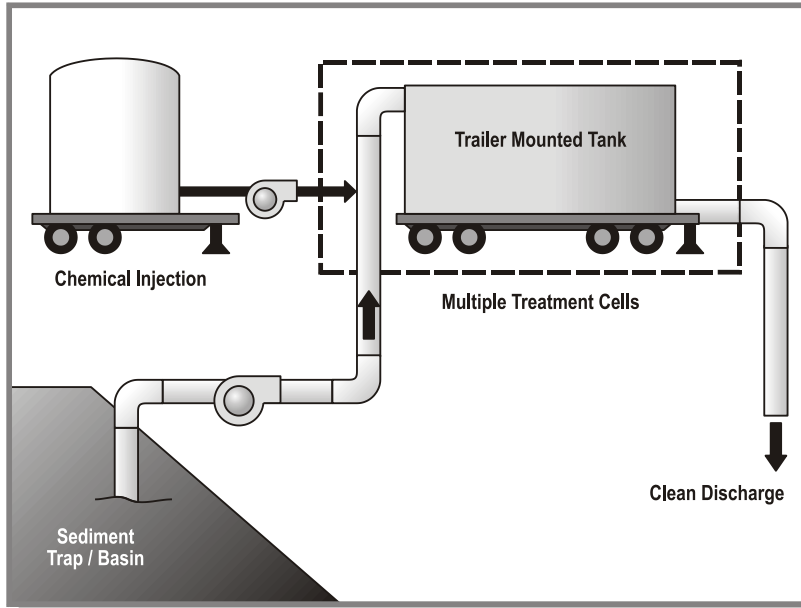 Trailer Mounted Tank
Chemical Injection
Multiple Treatment Cells
Clean Discharge
Sediment
Trap / Basin